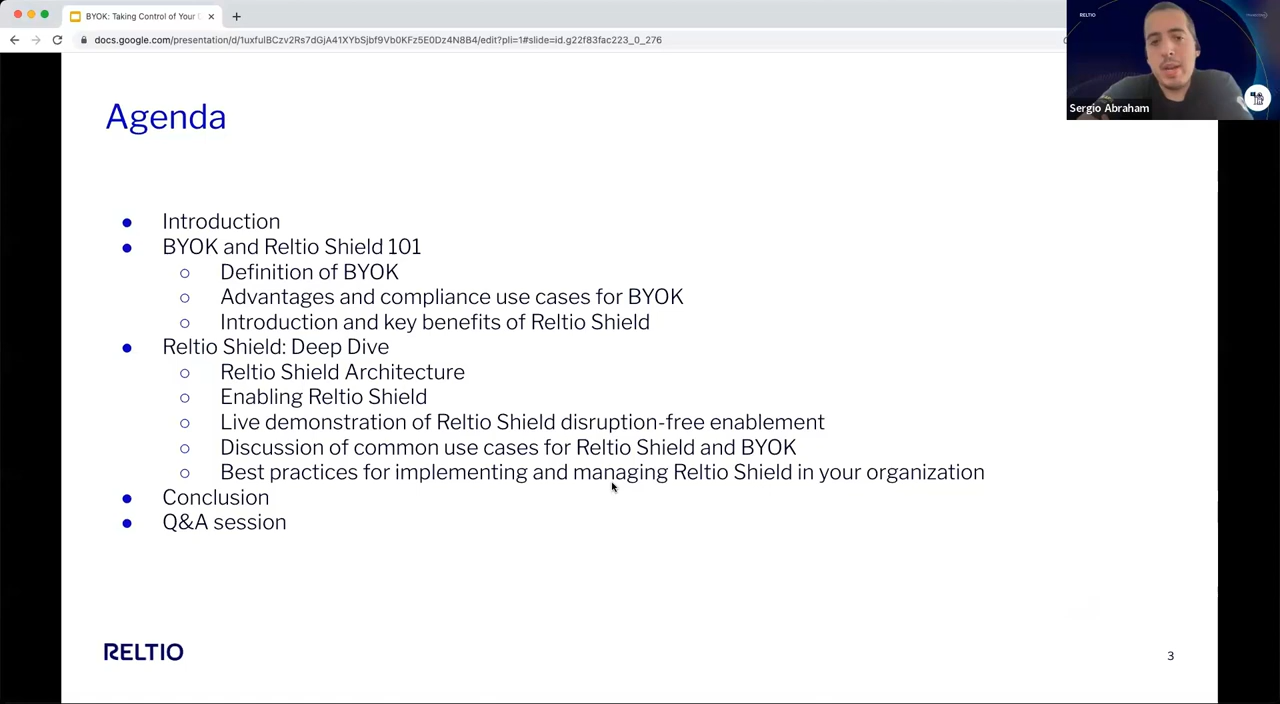 BYOK: Taking Control of Your
docs.google.com/presentation/d/1uxfulBCzv2Rs7dGjA41XYbSbf9Vb0KFz5E0Dz4N8B4/edit?pli=1#slide=id.g22f83fac223_0_276
RELTIO
Sergio Abraham
Agenda
Introduction
BYOK and Reltio Shield 101
Definition of BYOK
Advantages and compliance use cases for BYOK
Introduction and key benefits of Reltio Shield
Reltio Shield: Deep Dive
Reltio Shield Architecture
Enabling Reltio Shield
Live demonstration of Reltio Shield disruption-free enablement
Discussion of common use cases for Reltio Shield and BYOK
Best practices for implementing and managing Reltio Shield in your organization
Conclusion
Q&A session
RELTIO
3